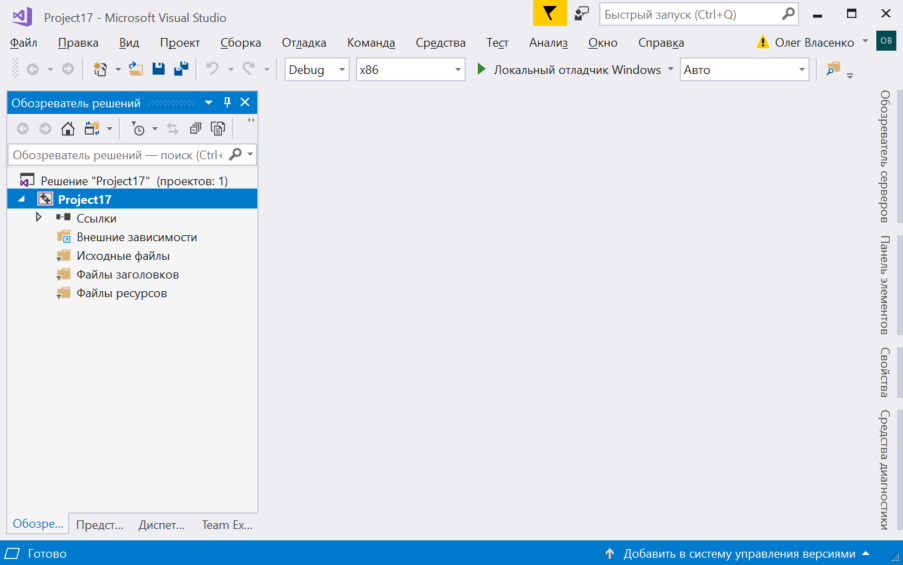 Project17 - Microsoft Visual Studio
Быстрый запуск (Ctrl+Q)
Файл Правка Вид Проект Сборка Отладка Команда Средства Тест Анализ Окно Справка Олег Власенко ОВ
Debug x86 Локальный отладчик Windows Авто
Обозреватель решений
Обозреватель решений — поиск (Ctrl+
Решение "Project17" (проектов: 1)
Project17
Ссылки
Внешние зависимости
Исходные файлы
Файлы заголовков
Файлы ресурсов
Обозре... Предст... Диспет... Team Ex...
Обозреватель серверов
Панель элементов
Свойства
Средства диагностики
Готово
Добавить в систему управления версиями